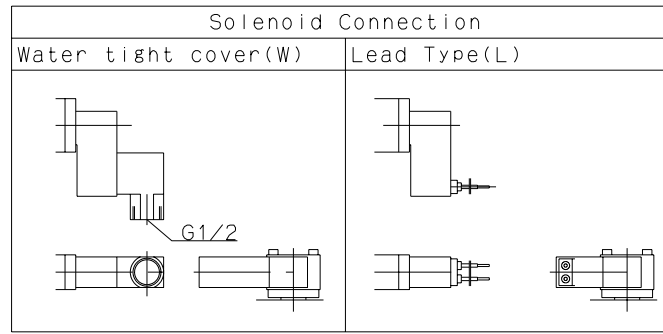 Solenoid Connection
Water tight cover(W)
Lead Type(L)
G1/2